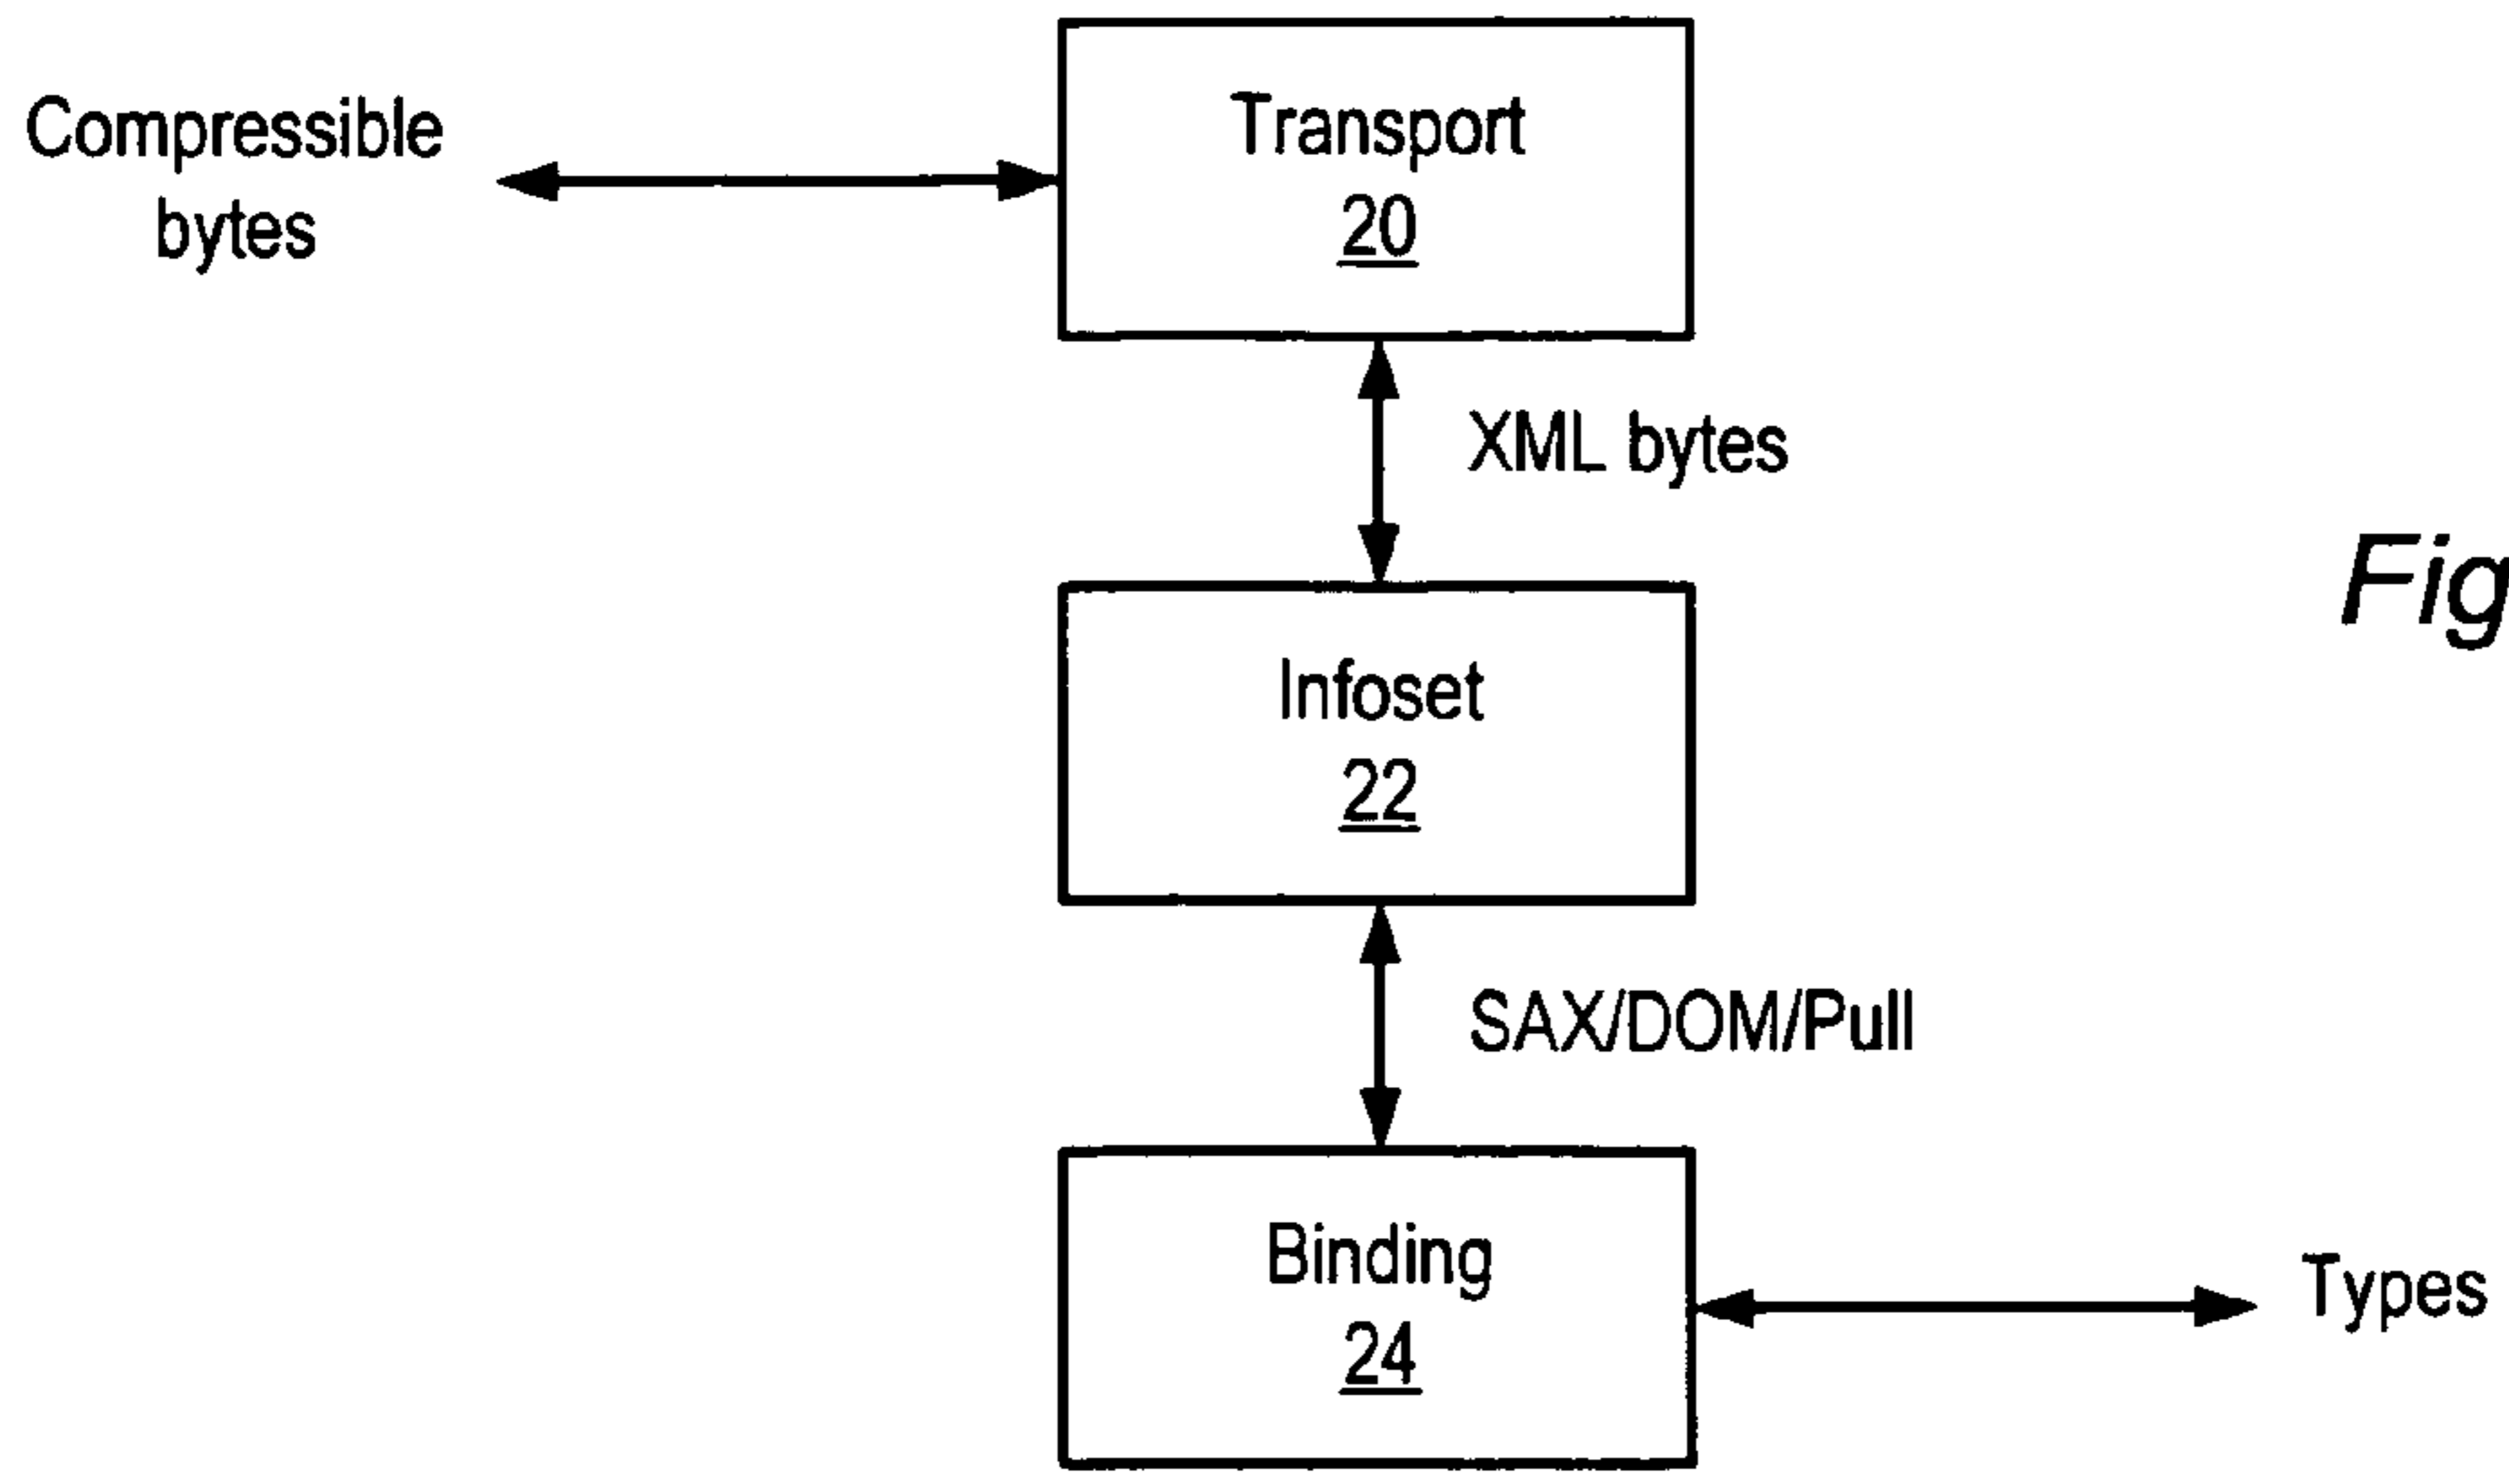 Compressible
bytes
Transport
20
XML bytes
Fig
Infoset
22
SAX/DOM/Pull
Binding
24
Types